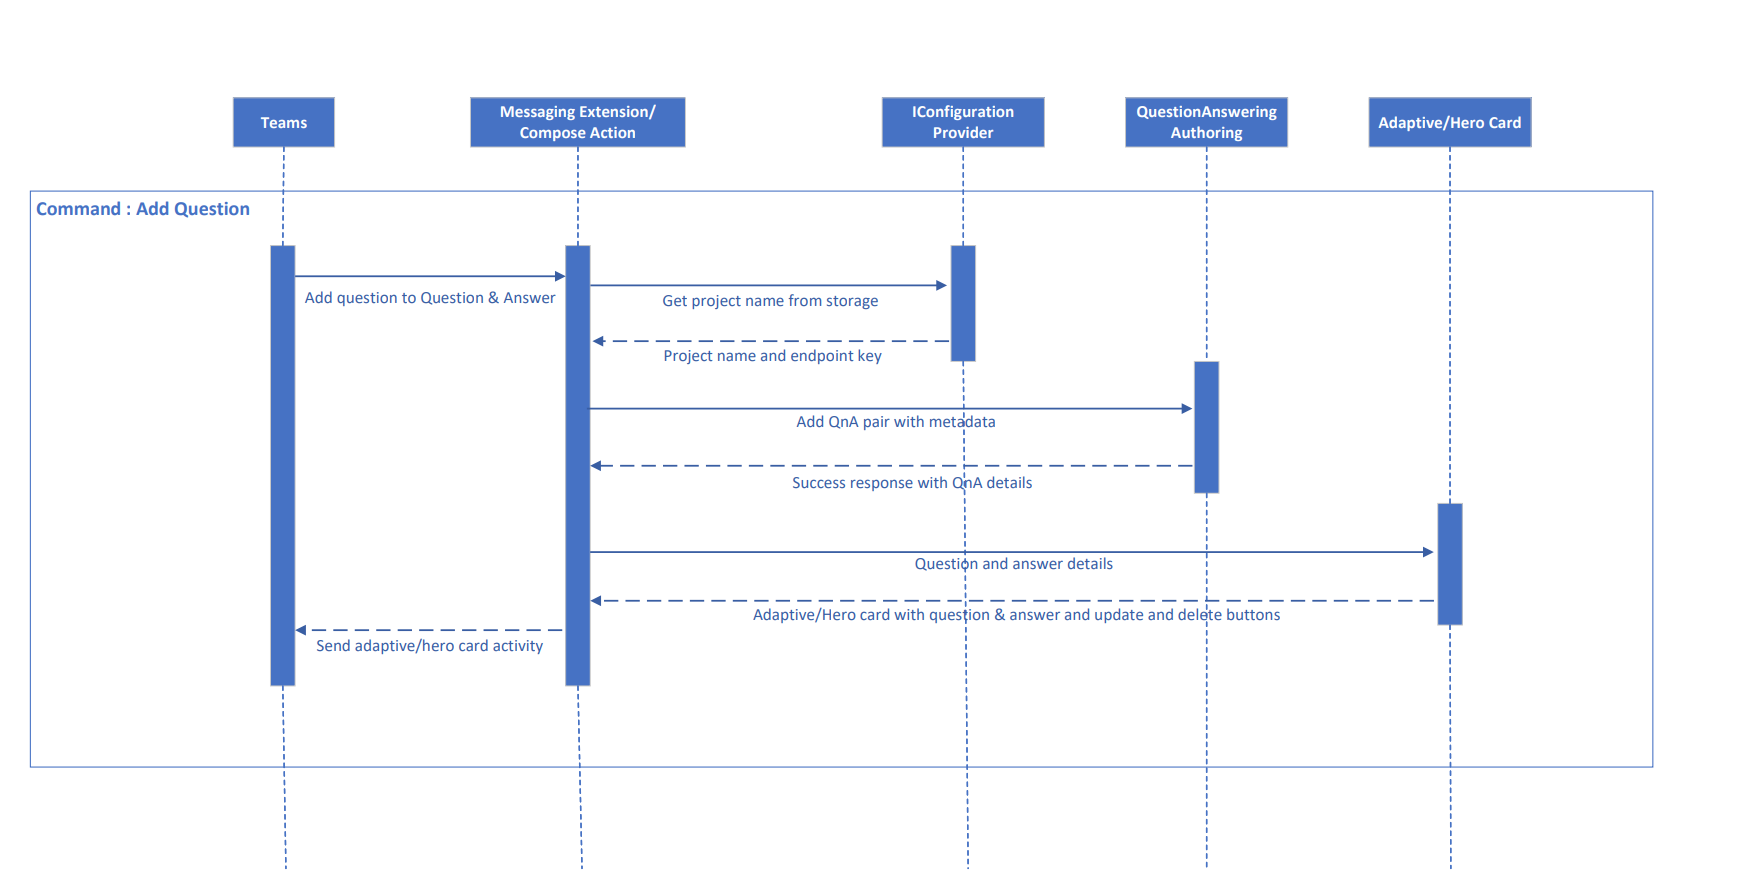 Teams
Messaging Extension/
Compose Action
IConfiguration
Provider
QuestionAnswering
Authoring
Adaptive/Hero Card
Command : Add Question
Add question to Question & Answer
Get project name from storage
Project name and endpoint key
Add QnA pair with metadata
Success response with QnA details
Question and answer details
Adaptive/Hero card with question & answer and update and delete buttons
Send adaptive/hero card activity